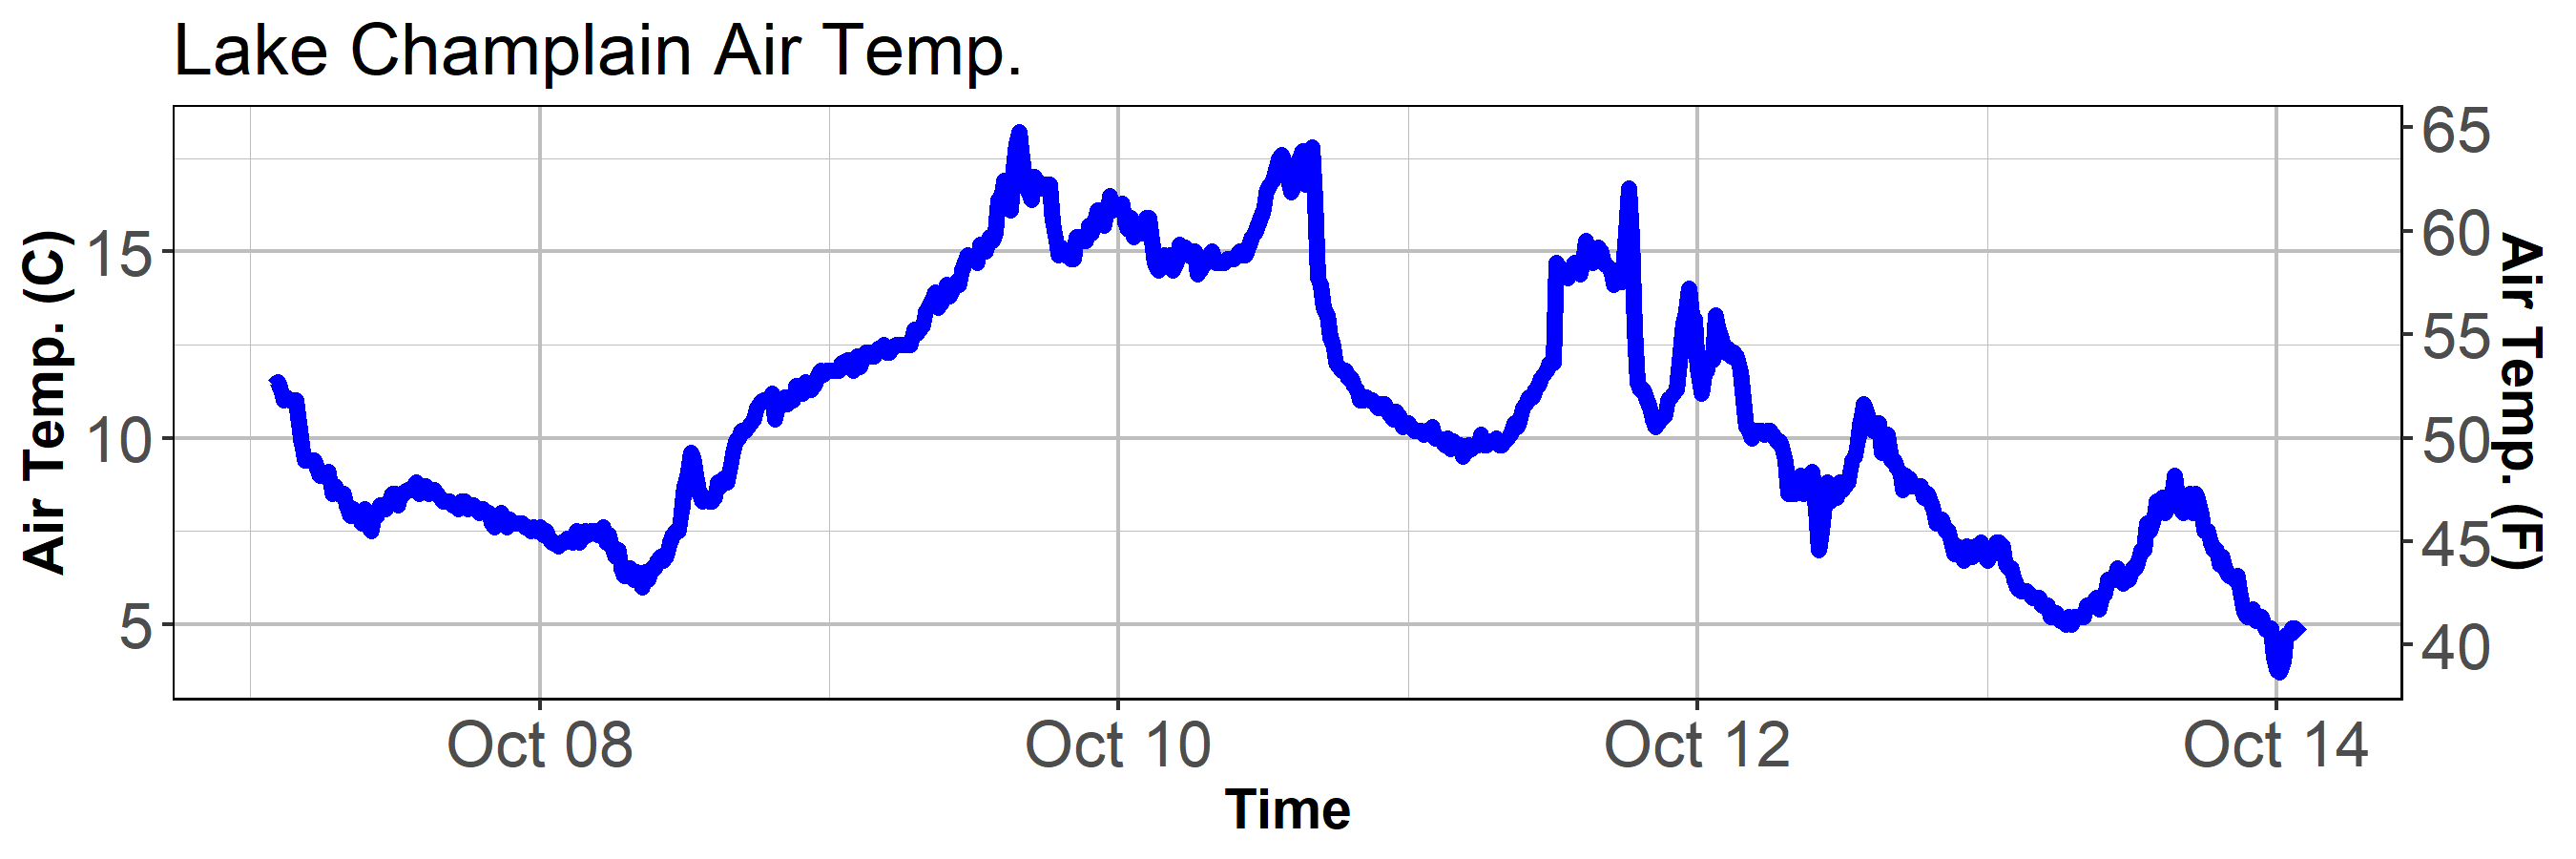 Lake Champlain Air Temp.
Air Temp. (C)
15
10
5
65
60
55
50
45
40
Air Temp. (F)
Oct 08
Oct 10
Oct 12
Oct 14
Time